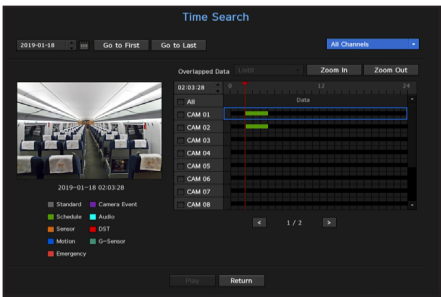 Time Search
2019-01-18
Go to First
Go to Last
All Channels
Overlapped Data
Zoom In
Zoom Out
02:03:28
0
12
24
All
Data
CAM 01
CAM 02
CAM 03
CAM 04
CAM 05
CAM 06
CAM 07
CAM 08
2019-01-18 02:03:28
Standard
Camera Event
Schedule
Audio
Sensor
DST
Motion
G-Sensor
Emergency
< 1 / 2 >
Play
Return